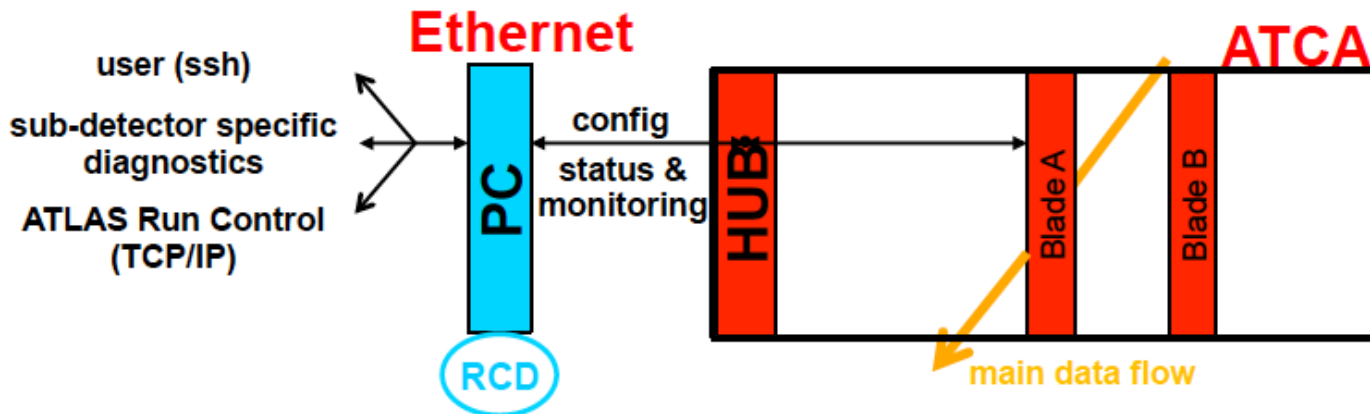 Ethernet
ATCA
user (ssh)
sub-detector specific
diagnostics
ATLAS Run Control
(TCP/IP)
PC
RCD
config
status &
monitoring
HUB
Blade A
Blade B
main data flow